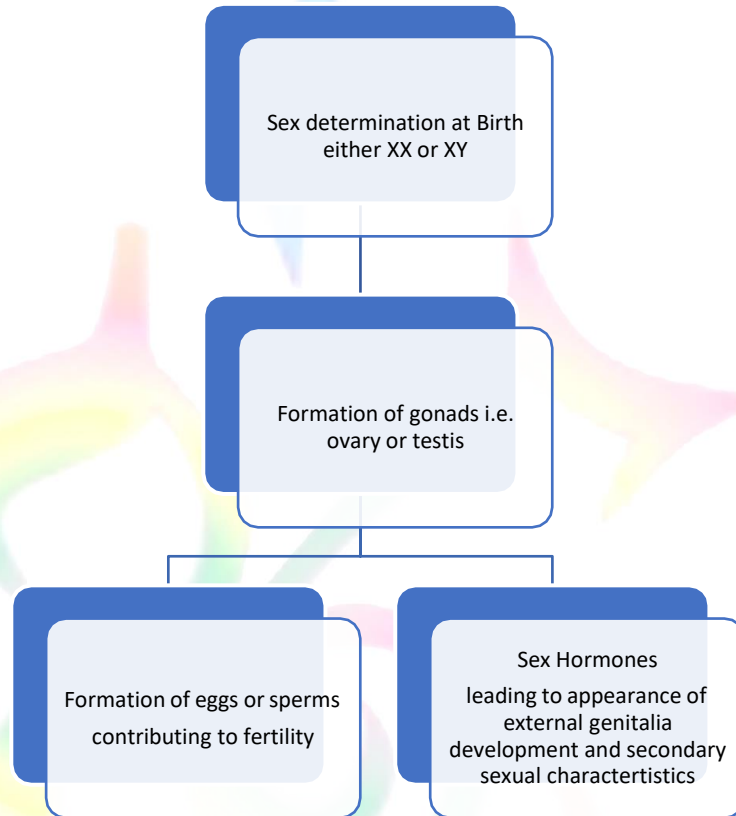 Sex determination at Birth
either XX or XY
Formation of gonads i.e.
ovary or testis
Formation of eggs or sperms
contributing to fertility
Sex Hormones
leading to appearance of
external genitalia
development and secondary
sexual charactertistics